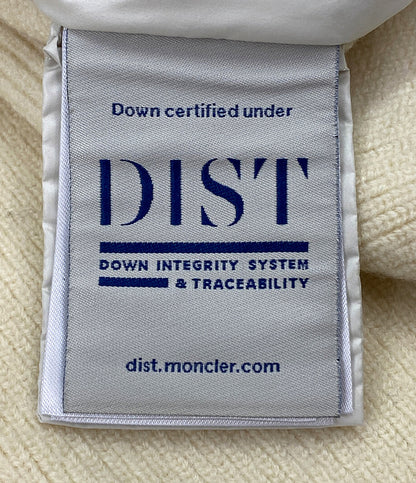 Down certified under
DIST
DOWN INTEGRITY SYSTEM
& TRACEABILITY
dist.moncler.com